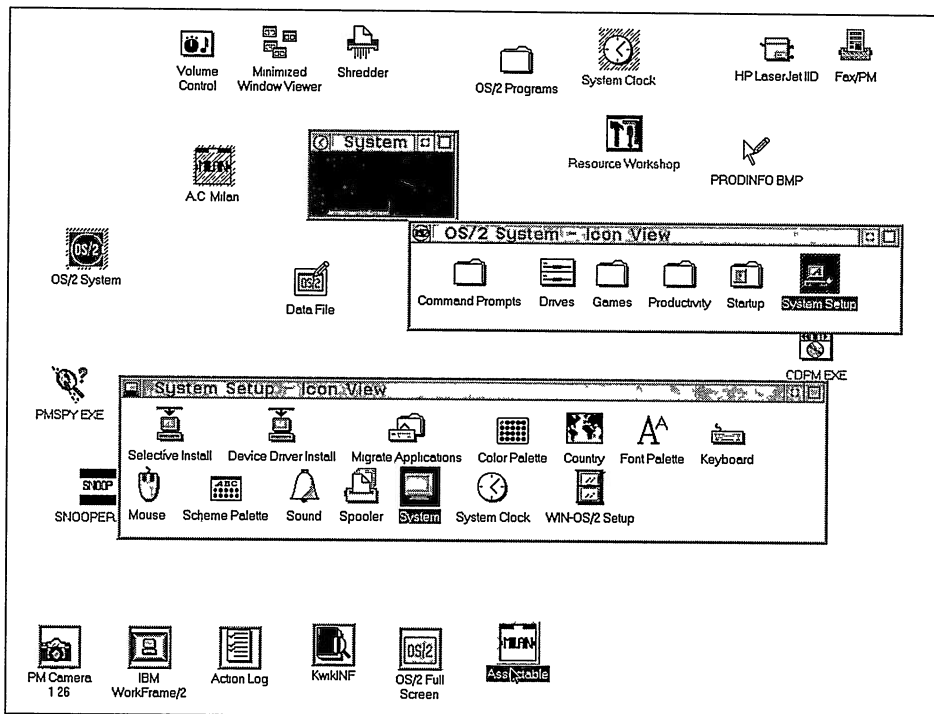 Volume
Control
Minimized
Window Viewer
Shredder
OS/2 Programs
System Clock
HP LaserJet IID
Fax/PM
MILAN
A.C Milan
System
Resource Workshop
PRODINFO BMP
OS/2
OS/2 System
OS/2
Data File
OS/2 System - Icon View
Command Prompts
Drives
Games
Productivity
Startup
System Setup
CDPM EXE
PMSPY EXE
System Setup - Icon View
Selective Install
Device Driver Install
Migrate Applications
Color Palette
Country
Font Palette
Keyboard
SNOOP
SNOOPER
Mouse
ABC
Scheme Palette
Sound
Spooler
System
System Clock
WIN-OS/2 Setup
PM Camera
1 26
IBM
WorkFrame/2
Action Log
KwikINF
OS/2
OS/2 Full
Screen
MILAN